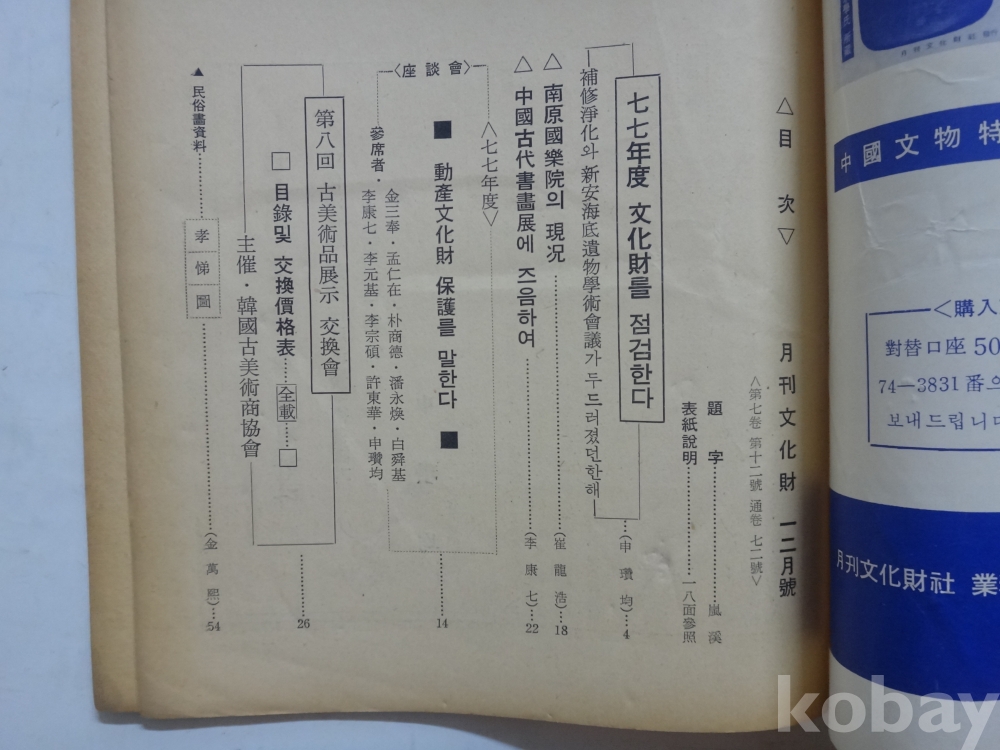 △目 次▽
月刊文化財 一二月號
<第七卷 第十二號 通卷 七二號>
題 字……嵐 溪
表紙說明……一八面參照
七七年度 文化財를 점검한다
補修淨化와 新安海底遺物學術會議가 두드러졌던한해…(申 瓚 均)…4
△ 南原國樂院의 現況……(崔 龍 浩)…18
△ 中國古代書畫展에 즈음하여……(李 康 七)…22
<座談會>
<七七年度>
■ 動產文化財 保護를 말한다 ■……14
參席者・金三奉・孟仁在・朴商德・潘永煥・白舜基
李康七・李元基・李宗碩・許東華・申瓚均
第八回 古美術品展示 交換會……26
□ 目錄및 交換價格表……全載……□
主催・韓國古美術商協會
▲民俗畵資料……孝悌圖……(金 萬 熙)…54
中國文物特
<購入
對替口座 50
74—3831番으
보내드립니다
月刊文化財社 業
kobay